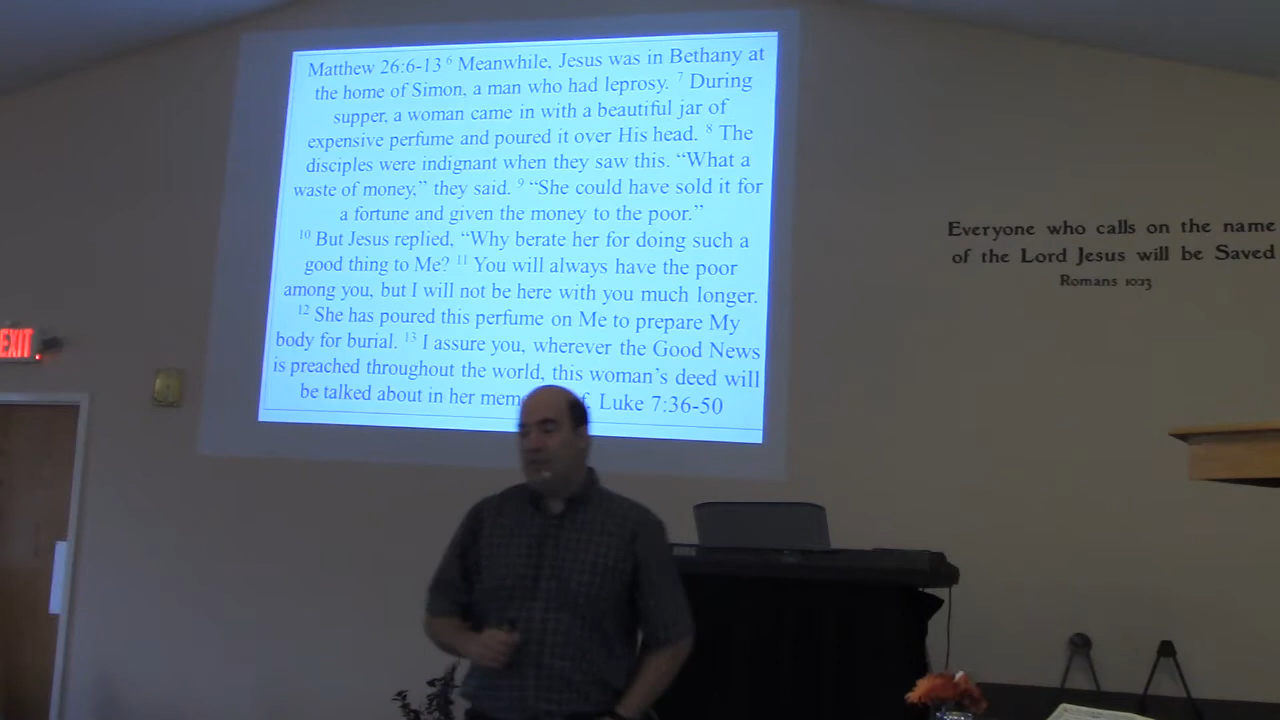 Matthew 26:6-13 6 Meanwhile, Jesus was in Bethany at
the home of Simon, a man who had leprosy. 7 During
supper, a woman came in with a beautiful jar of
expensive perfume and poured it over His head. 8 The
disciples were indignant when they saw this. “What a
waste of money,” they said. 9 “She could have sold it for
a fortune and given the money to the poor.”
10 But Jesus replied, “Why berate her for doing such a
good thing to Me? 11 You will always have the poor
among you, but I will not be here with you much longer.
12 She has poured this perfume on Me to prepare My
body for burial. 13 I assure you, wherever the Good News
is preached throughout the world, this woman’s deed will
be talked about in her Luke 7:36-50
Everyone who calls on the name
of the Lord Jesus will be Saved
Romans 10:13
EXIT